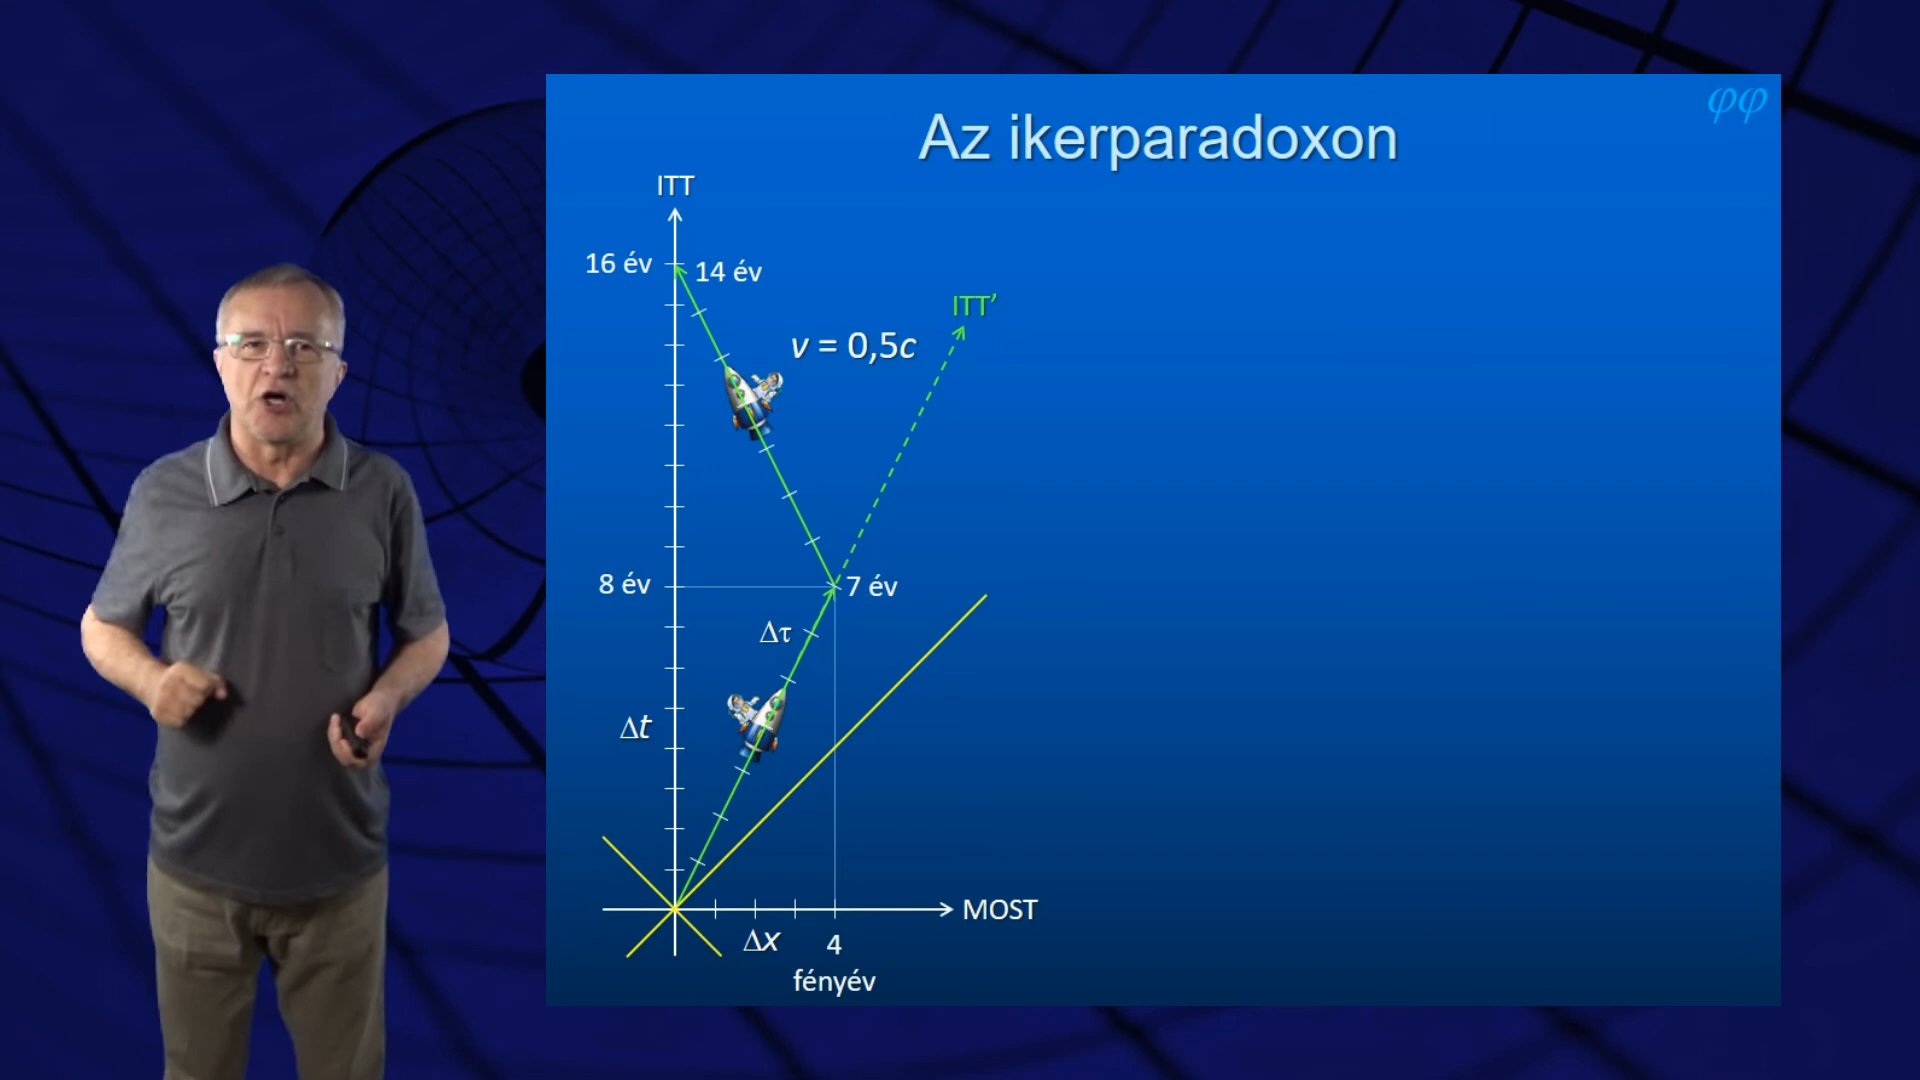 φφ
Az ikerparadoxon
ITT
16 év
14 év
ITT’
v = 0,5c
8 év
7 év
Δτ
Δt
MOST
Δx
4
fényév